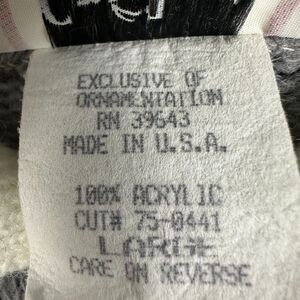 EXCLUSIVE OF
ORNAMENTATION
RN 39643
MADE IN U.S.A.
100% ACRYLIC
CUT# 75-0441
LARGE
CARE ON REVERSE